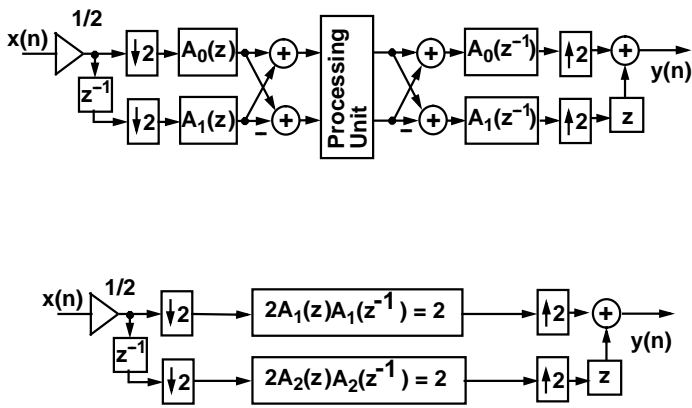 1/2
x(n)
↓2
A₀(z)
+
Processing Unit
+
A₀(z⁻¹)
↑2
+
y(n)
z⁻¹
↓2
A₁(z)
–
+
–
+
A₁(z⁻¹)
↑2
z
1/2
x(n)
↓2
2A₁(z)A₁(z⁻¹) = 2
↑2
+
y(n)
z⁻¹
↓2
2A₂(z)A₂(z⁻¹) = 2
↑2
z